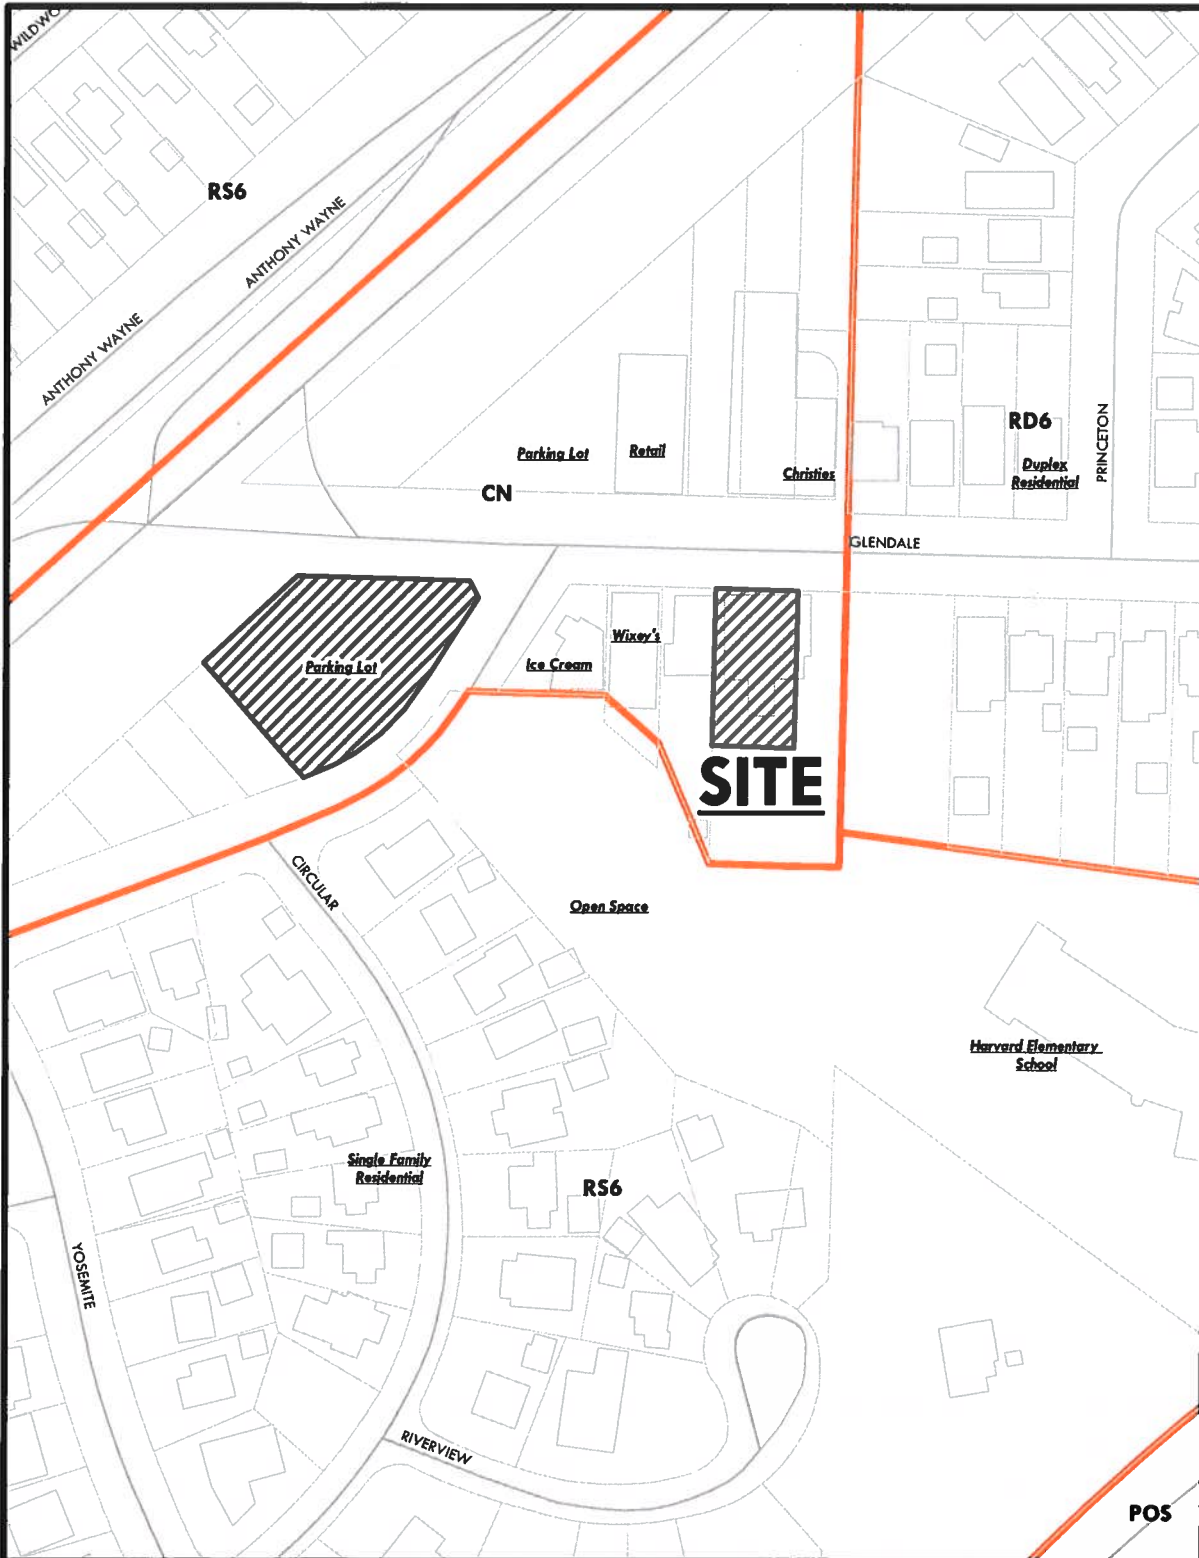 RS6
ANTHONY WAYNE
ANTHONY WAYNE
Parking Lot
Retail
Christies
CN
RD6
Duplex
Residential
PRINCETON
GLENDALE
Parking Lot
Ice Cream
Wixey's
SITE
CIRCULAR
Open Space
Harvard Elementary
School
Single Family
Residential
RS6
YOSEMITE
RIVERVIEW
POS